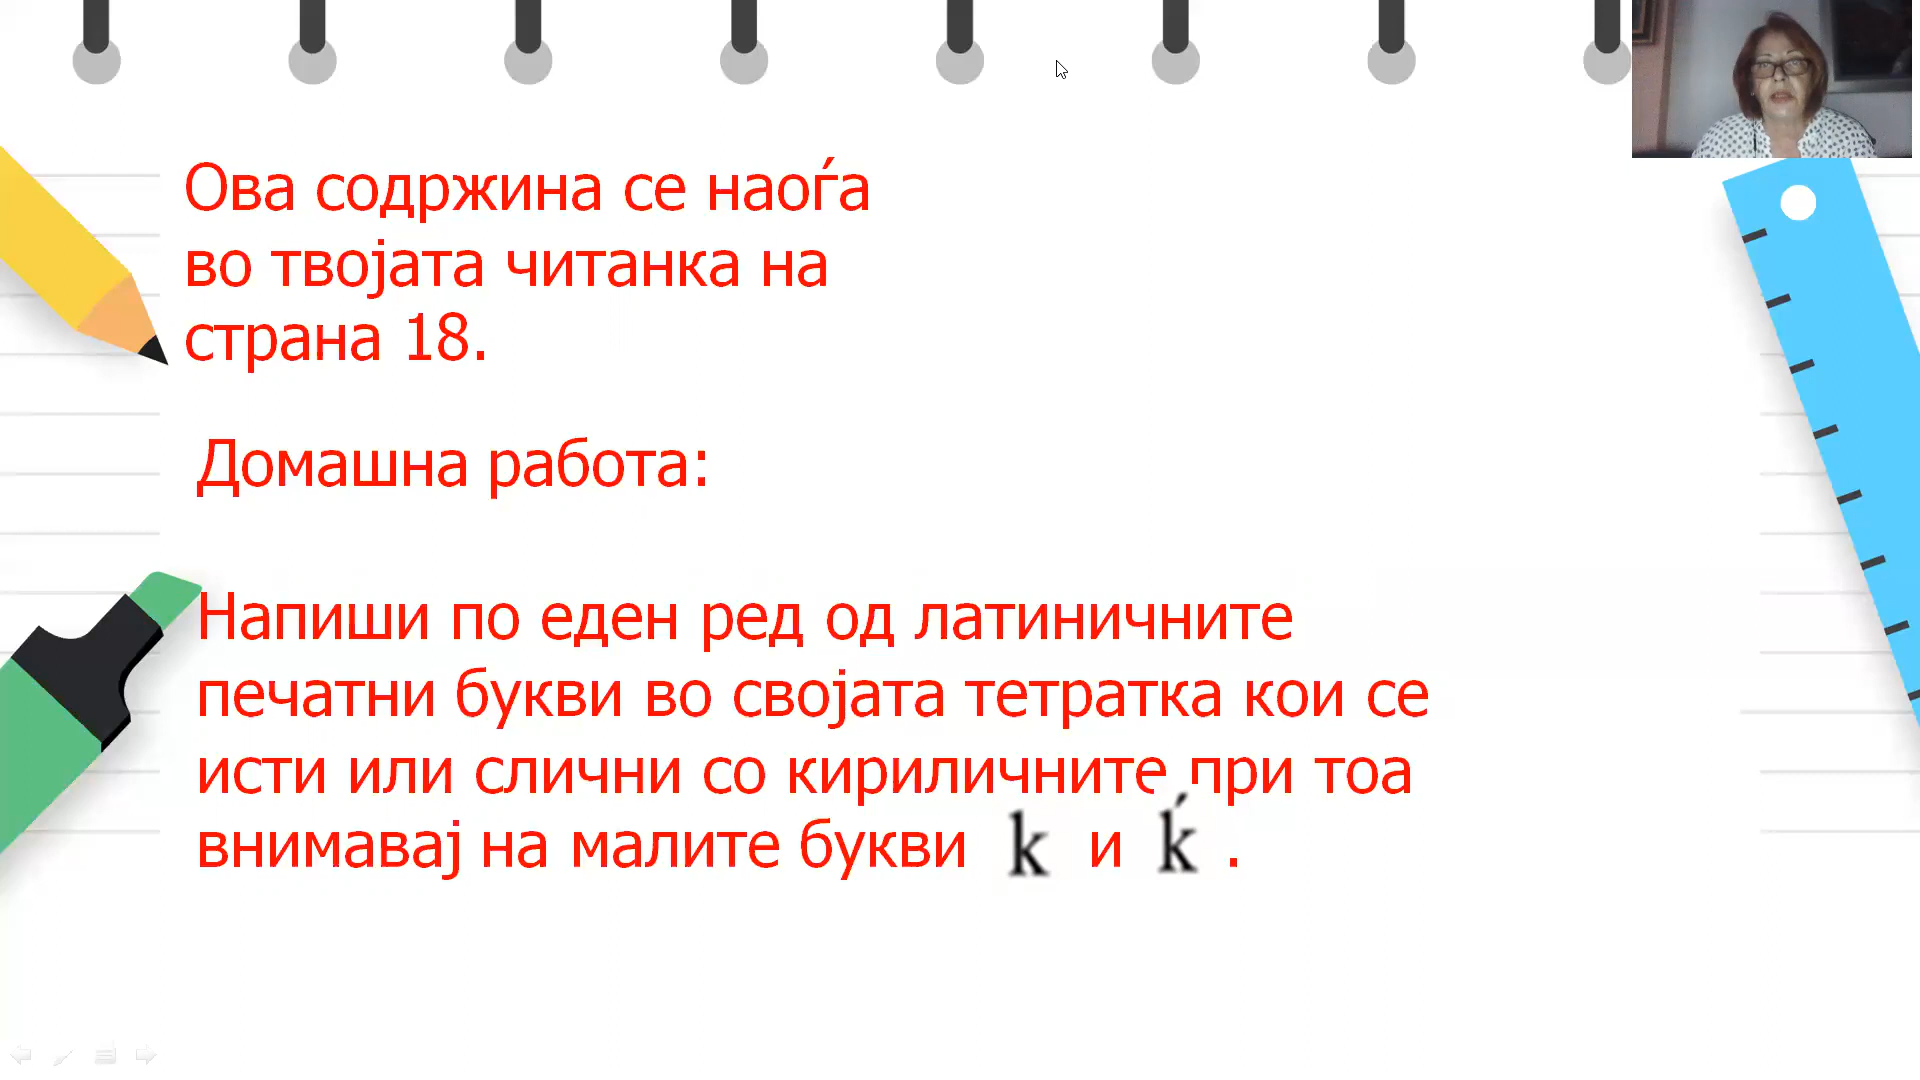 Ова содржина се наоѓа
во твојата читанка на
страна 18.
Домашна работа:
Напиши по еден ред од латиничните
печатни букви во својата тетратка кои се
исти или слични со кириличните при тоа
внимавај на малите букви k и ḱ .